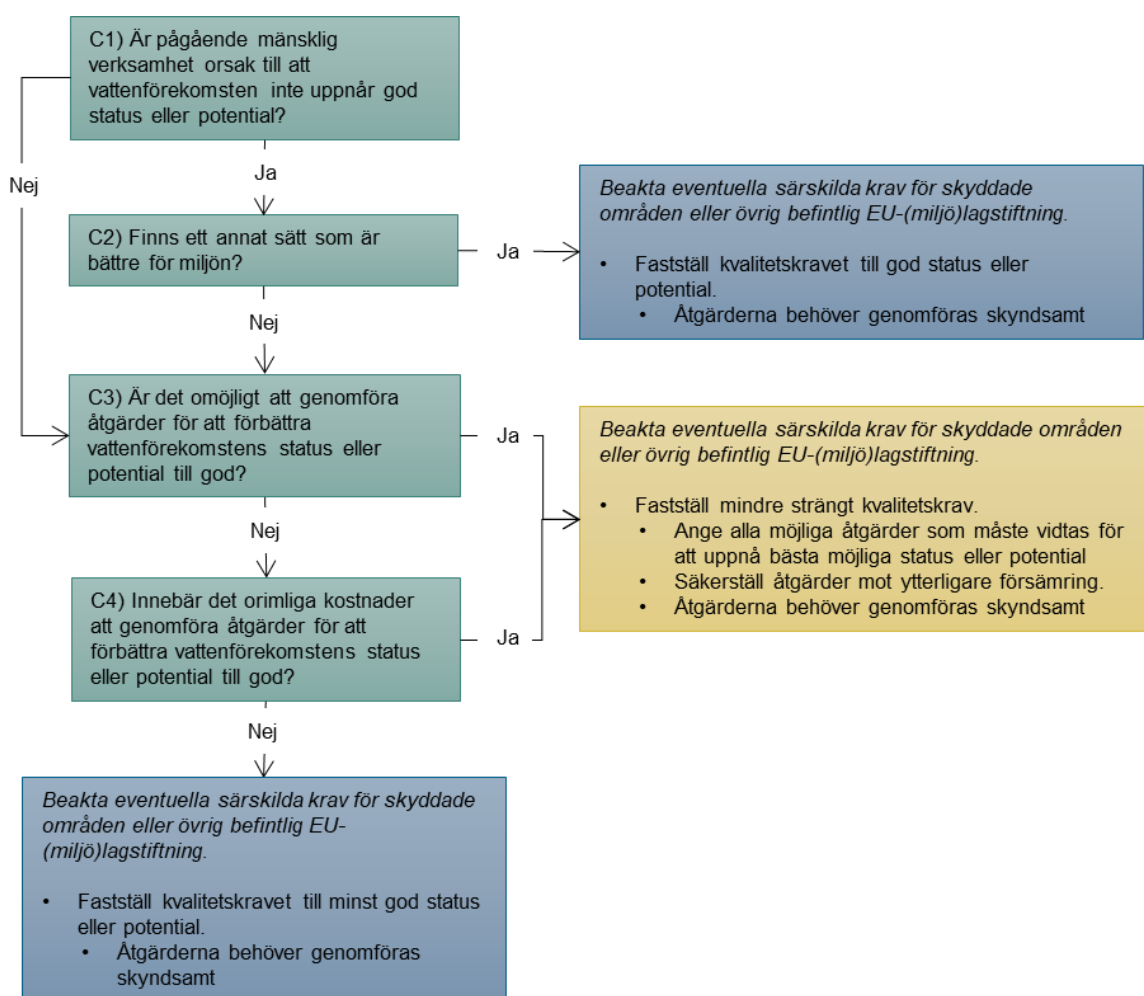 C1) Är pågående mänsklig
verksamhet orsak till att
vattenförekomsten inte uppnår god
status eller potential?
Nej
Ja
C2) Finns ett annat sätt som är
bättre för miljön?
Ja
Beakta eventuella särskilda krav för skyddade
områden eller övrig befintlig EU-(miljö)lagstiftning.
• Fastställ kvalitetskravet till god status eller
potential.
• Åtgärderna behöver genomföras skyndsamt
Nej
C3) Är det omöjligt att genomföra
åtgärder för att förbättra
vattenförekomstens status eller
potential till god?
Ja
Beakta eventuella särskilda krav för skyddade områden
eller övrig befintlig EU-(miljö)lagstiftning.
• Fastställ mindre strängt kvalitetskrav.
• Ange alla möjliga åtgärder som måste vidtas för
att uppnå bästa möjliga status eller potential
• Säkerställ åtgärder mot ytterligare försämring.
• Åtgärderna behöver genomföras skyndsamt
Nej
C4) Innebär det orimliga kostnader
att genomföra åtgärder för att
förbättra vattenförekomstens status
eller potential till god?
Ja
Nej
Beakta eventuella särskilda krav för skyddade
områden eller övrig befintlig EU-
(miljö)lagstiftning.
• Fastställ kvalitetskravet till minst god status
eller potential.
• Åtgärderna behöver genomföras
skyndsamt